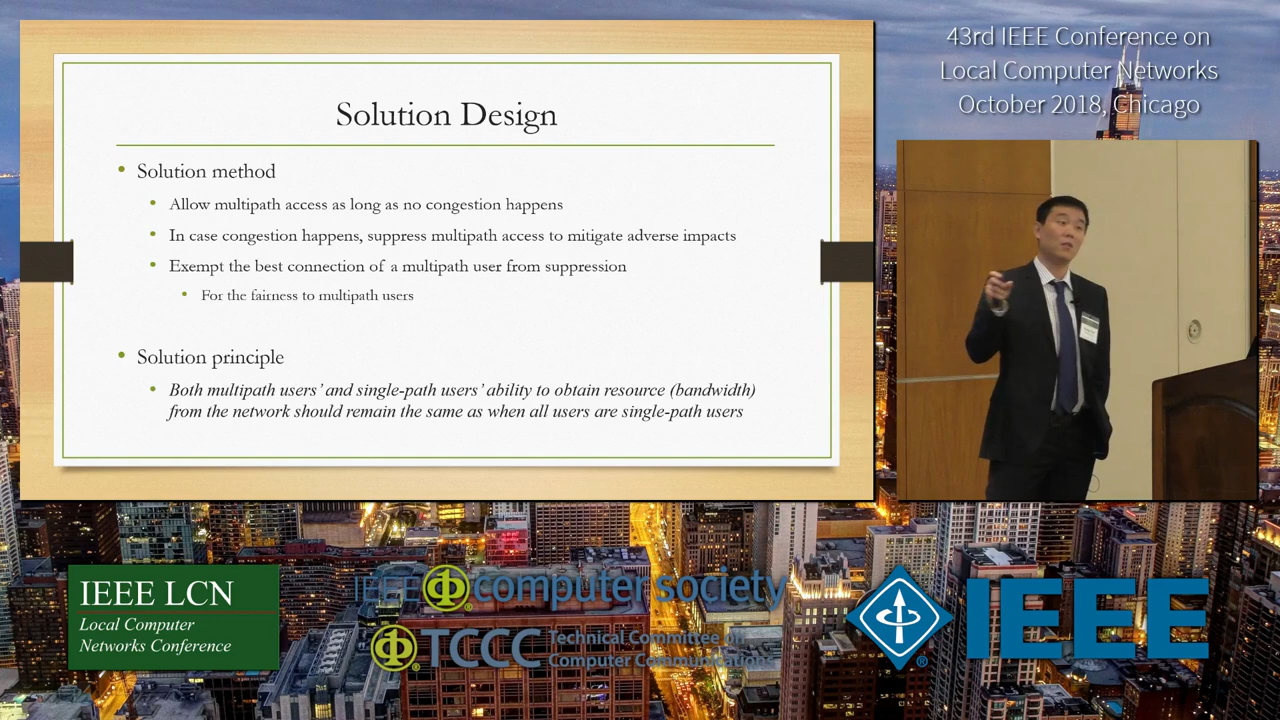 43rd IEEE Conference on
Local Computer Networks
October 2018, Chicago
Solution Design
• Solution method
• Allow multipath access as long as no congestion happens
• In case congestion happens, suppress multipath access to mitigate adverse impacts
• Exempt the best connection of a multipath user from suppression
• For the fairness to multipath users
• Solution principle
• Both multipath users’ and single-path users’ ability to obtain resource (bandwidth)
from the network should remain the same as when all users are single-path users
IEEE LCN
Local Computer
Networks Conference
IEEE computer society
TCCC Technical Committee on
Computer Communications
IEEE
®